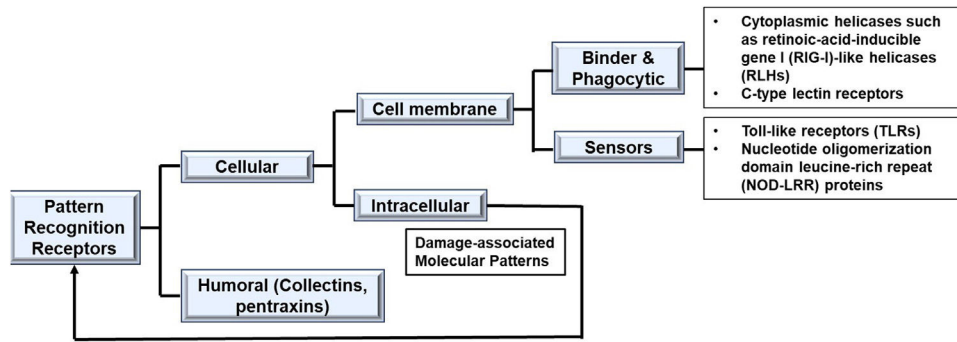 Pattern
Recognition
Receptors
Cellular
Humoral (Collectins,
pentraxins)
Cell membrane
Intracellular
Damage-associated
Molecular Patterns
Binder &
Phagocytic
Sensors
• Cytoplasmic helicases such
as retinoic-acid-inducible
gene I (RIG-I)-like helicases
(RLHs)
• C-type lectin receptors
• Toll-like receptors (TLRs)
• Nucleotide oligomerization
domain leucine-rich repeat
(NOD-LRR) proteins